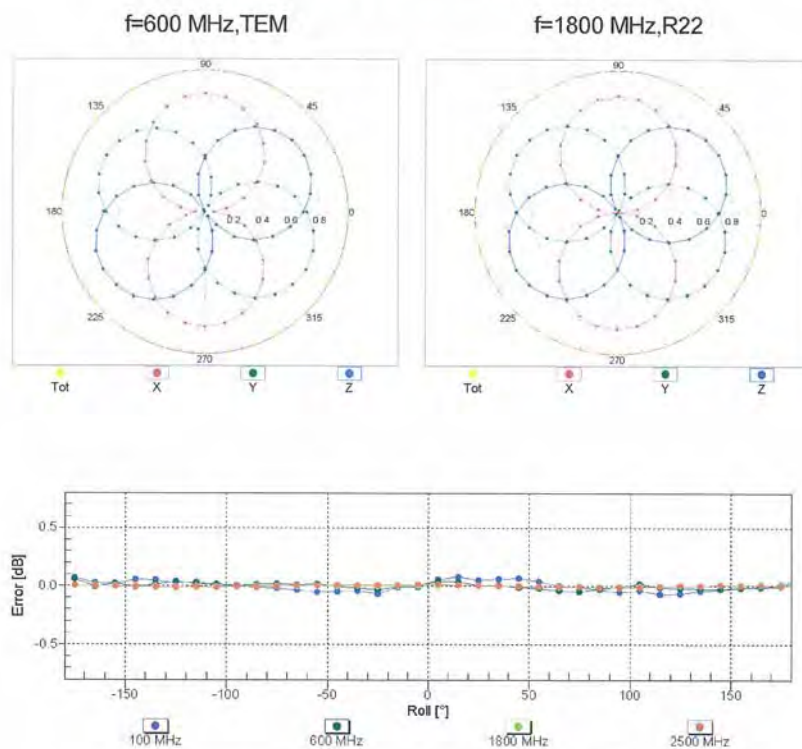 f=600 MHz,TEM
f=1800 MHz,R22
90
135
45
180
0.2 0.4 0.6 0.8
0
225
315
270
Tot X Y Z
90
135
45
180
0.2 0.4 0.6 0.8
0
225
315
270
Tot X Y Z
Error [dB]
0.5
0.0
-0.5
-150 -100 -50 0 50 100 150
Roll [°]
100 MHz 600 MHz 1800 MHz 2500 MHz